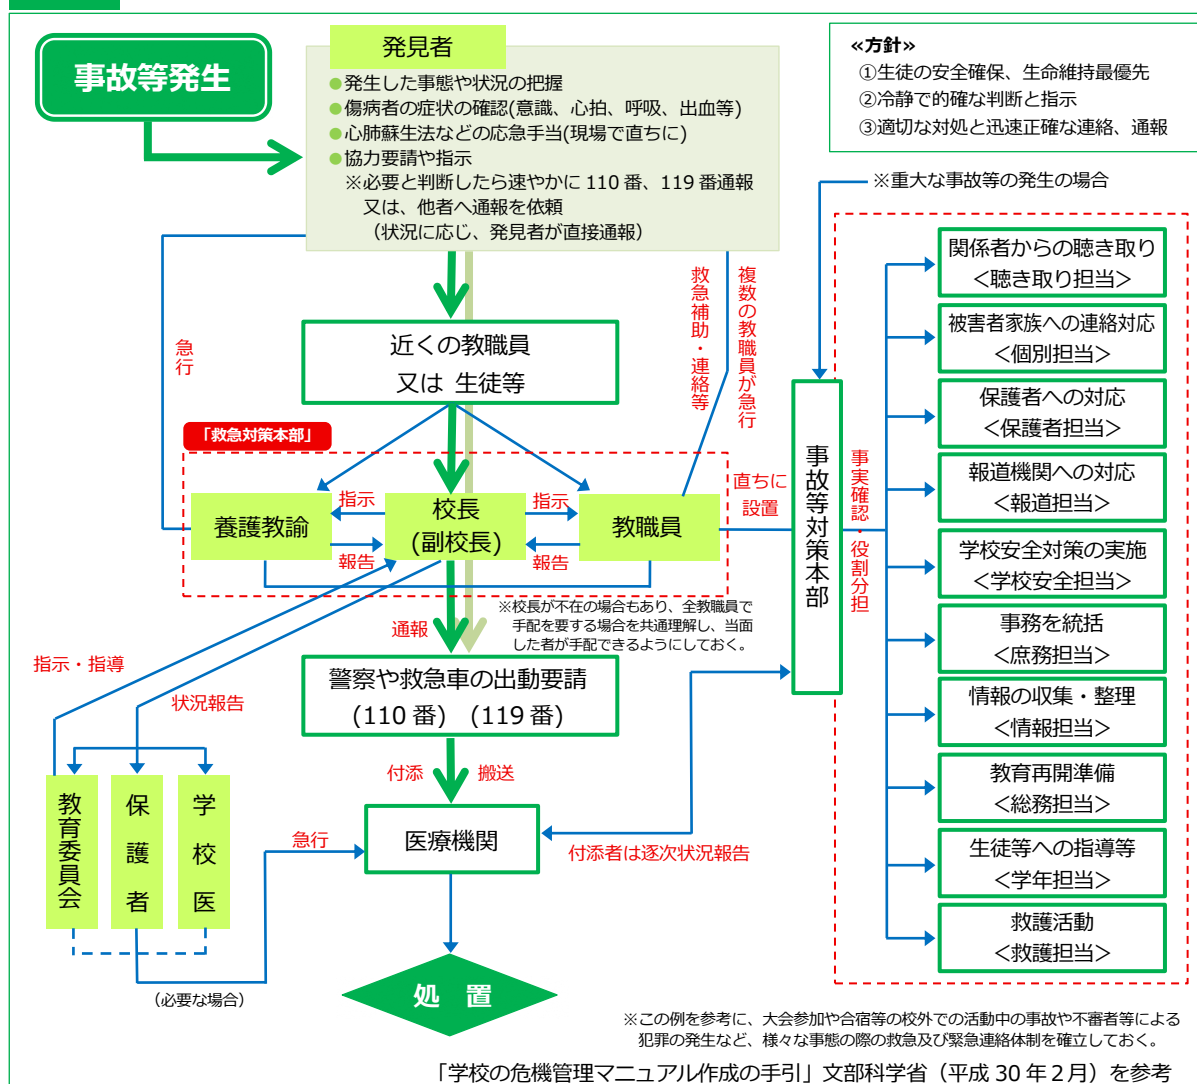 事故等発生
発見者
●発生した事態や状況の把握
●傷病者の症状の確認(意識、心拍、呼吸、出血等)
●心肺蘇生法などの応急手当(現場で直ちに)
●協力要請や指示
※必要と判断したら速やかに 110 番、119 番通報
又は、他者へ通報を依頼
（状況に応じ、発見者が直接通報）
≪方針≫
①生徒の安全確保、生命維持最優先
②冷静で的確な判断と指示
③適切な対処と迅速正確な連絡、通報
※重大な事故等の発生の場合
急行
近くの教職員
又は 生徒等
救急補助・連絡等
複数の教職員が急行
「救急対策本部」
養護教諭
指示
報告
校長
(副校長)
指示
報告
教職員
直ちに
設置
事故等対策本部
事実確認・役割分担
関係者からの聴き取り
＜聴き取り担当＞
被害者家族への連絡対応
＜個別担当＞
保護者への対応
＜保護者担当＞
報道機関への対応
＜報道担当＞
学校安全対策の実施
＜学校安全担当＞
事務を統括
＜庶務担当＞
情報の収集・整理
＜情報担当＞
教育再開準備
＜総務担当＞
生徒等への指導等
＜学年担当＞
救護活動
＜救護担当＞
通報
※校長が不在の場合もあり、全教職員で
手配を要する場合を共通理解し、当面
した者が手配できるようにしておく。
指示・指導
状況報告
警察や救急車の出動要請
(110 番) (119 番)
付添
搬送
教育委員会
保護者
学校医
急行
医療機関
付添者は逐次状況報告
（必要な場合）
処 置
※この例を参考に、大会参加や合宿等の校外での活動中の事故や不審者等による
犯罪の発生など、様々な事態の際の救急及び緊急連絡体制を確立しておく。
「学校の危機管理マニュアル作成の手引」文部科学省（平成 30 年２月）を参考